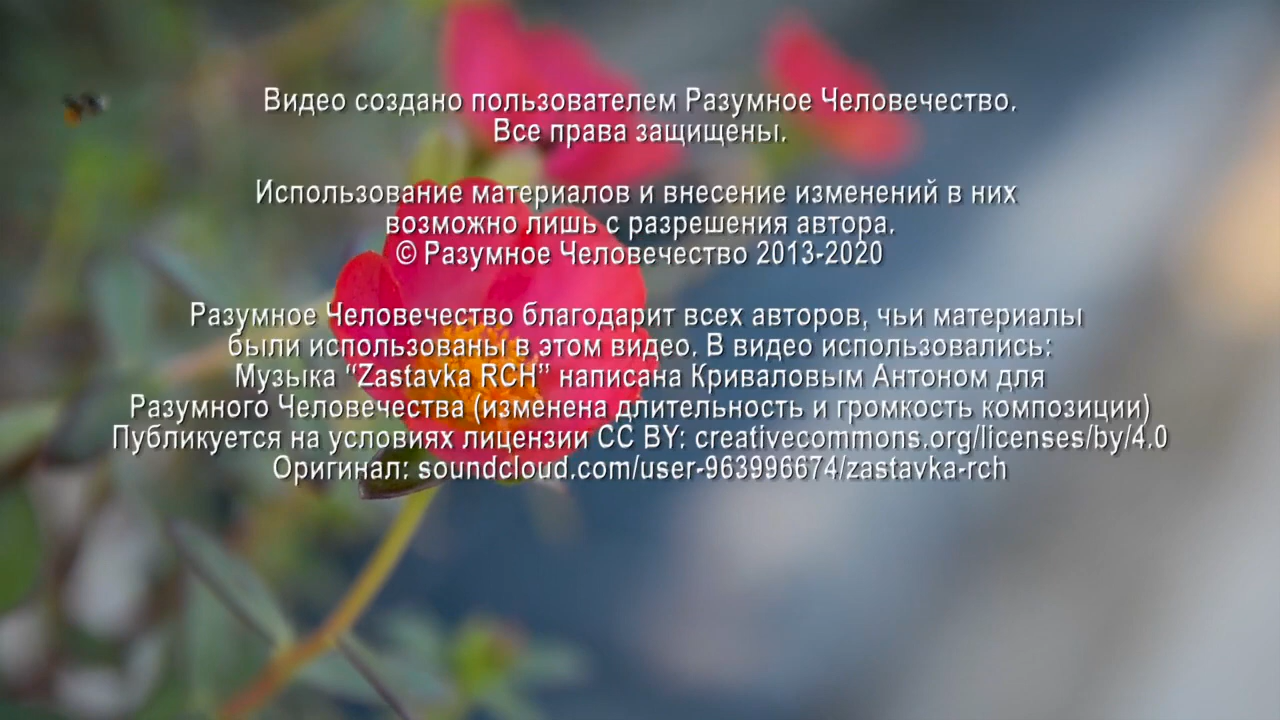 Видео создано пользователем Разумное Человечество.
Все права защищены.
Использование материалов и внесение изменений в них
возможно лишь с разрешения автора.
© Разумное Человечество 2013-2020
Разумное Человечество благодарит всех авторов, чьи материалы
были использованы в этом видео. В видео использовались:
Музыка “Zastavka RCH” написана Криваловым Антоном для
Разумного Человечества (изменена длительность и громкость композиции)
Публикуется на условиях лицензии CC BY: creativecommons.org/licenses/by/4.0
Оригинал: soundcloud.com/user-963996674/zastavka-rch